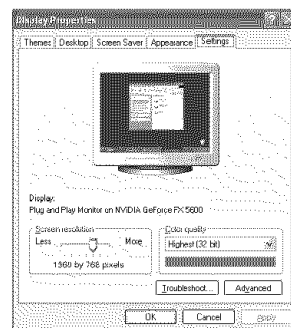 Display Properties
Themes Desktop Screen Saver Appearance Settings
Display:
Plug and Play Monitor on NVIDIA GeForce FX 5600
Screen resolution
Less More
1360 by 768 pixels
Color quality
Highest (32 bit)
Troubleshoot... Advanced
OK Cancel Apply